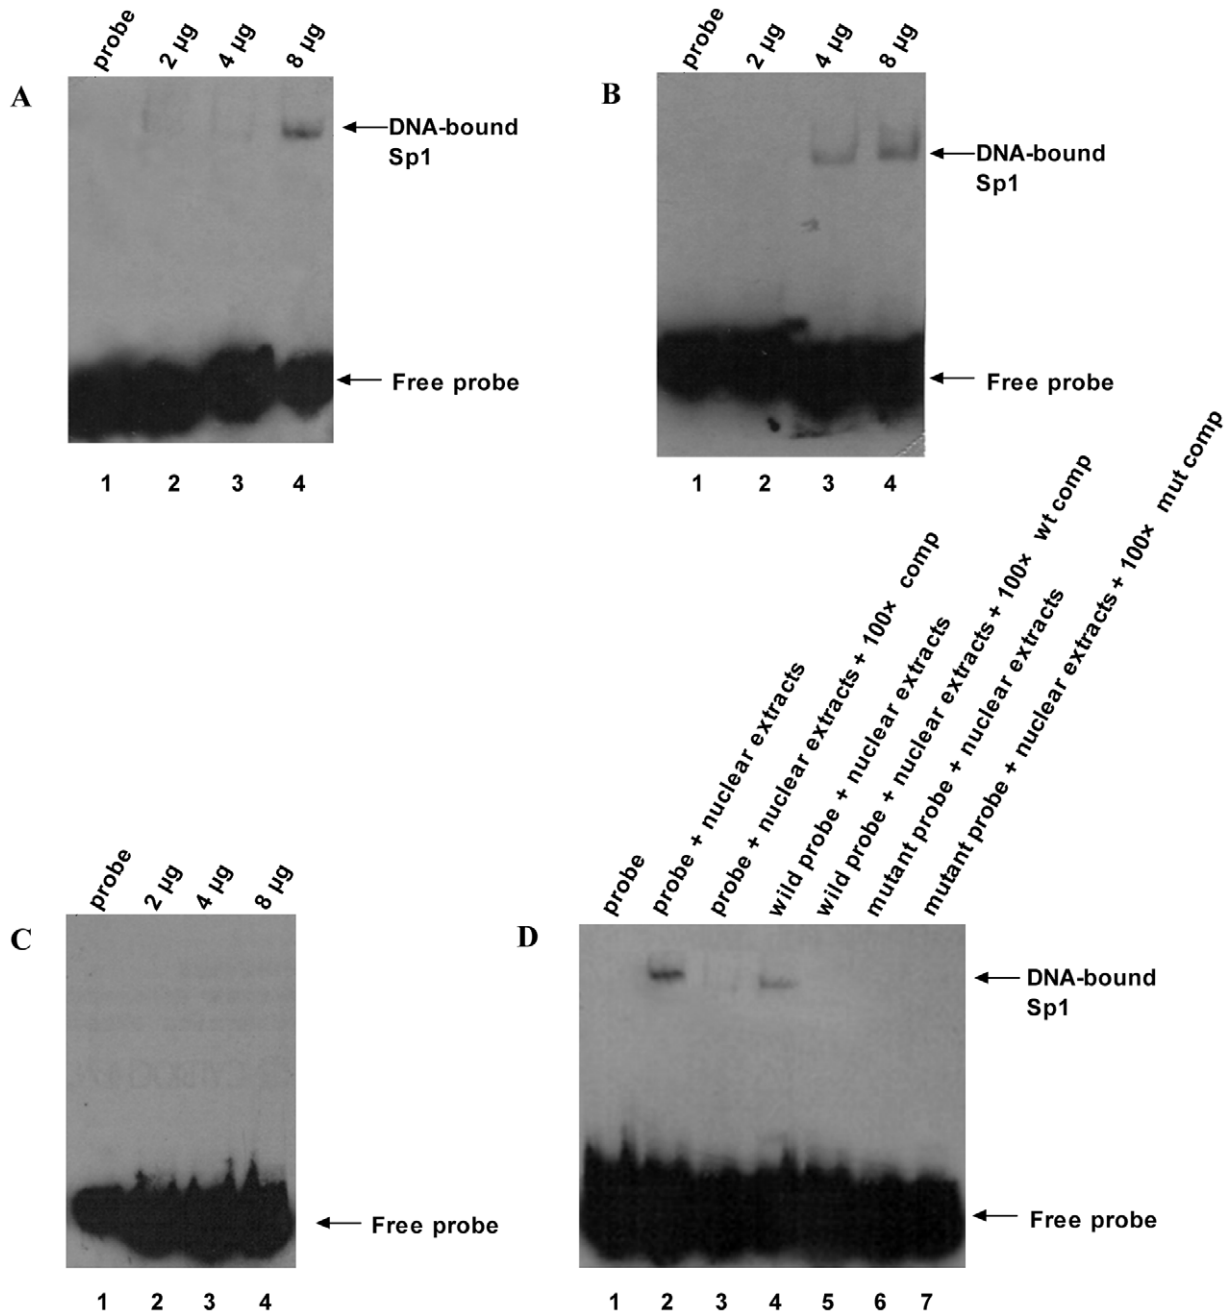 A
probe
2 µg
4 µg
8 µg
DNA-bound
Sp1
Free probe
1 2 3 4
B
probe
2 µg
4 µg
8 µg
DNA-bound
Sp1
Free probe
1 2 3 4
C
probe
2 µg
4 µg
8 µg
Free probe
1 2 3 4
D
probe
probe + nuclear extracts
probe + nuclear extracts + 100× comp
wild probe + nuclear extracts
wild probe + nuclear extracts + 100× wt comp
mutant probe + nuclear extracts
mutant probe + nuclear extracts + 100× mut comp
DNA-bound
Sp1
Free probe
1 2 3 4 5 6 7